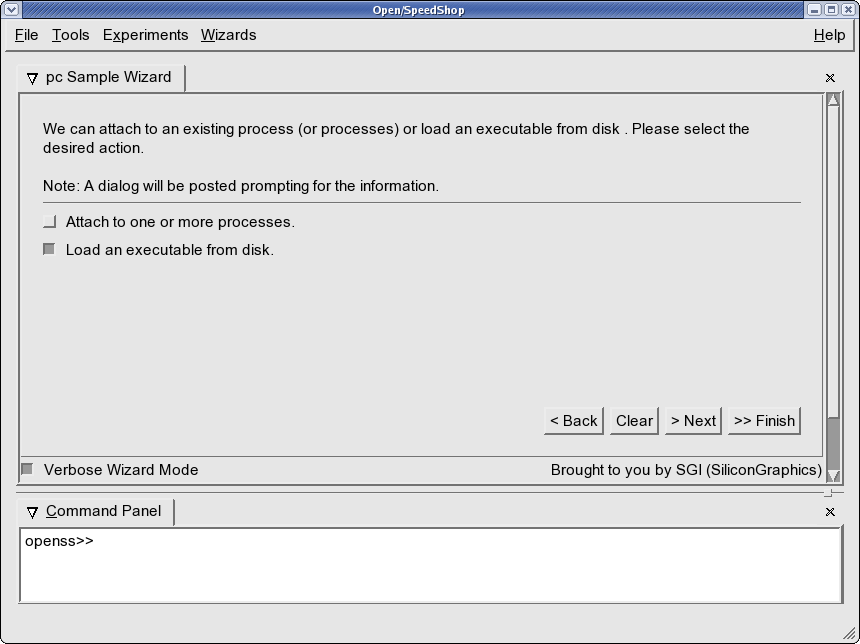 Open/SpeedShop
File Tools Experiments Wizards Help
pc Sample Wizard
We can attach to an existing process (or processes) or load an executable from disk . Please select the
desired action.
Note: A dialog will be posted prompting for the information.
Attach to one or more processes.
Load an executable from disk.
< Back Clear > Next >> Finish
Verbose Wizard Mode Brought to you by SGI (SiliconGraphics)
Command Panel
openss>>